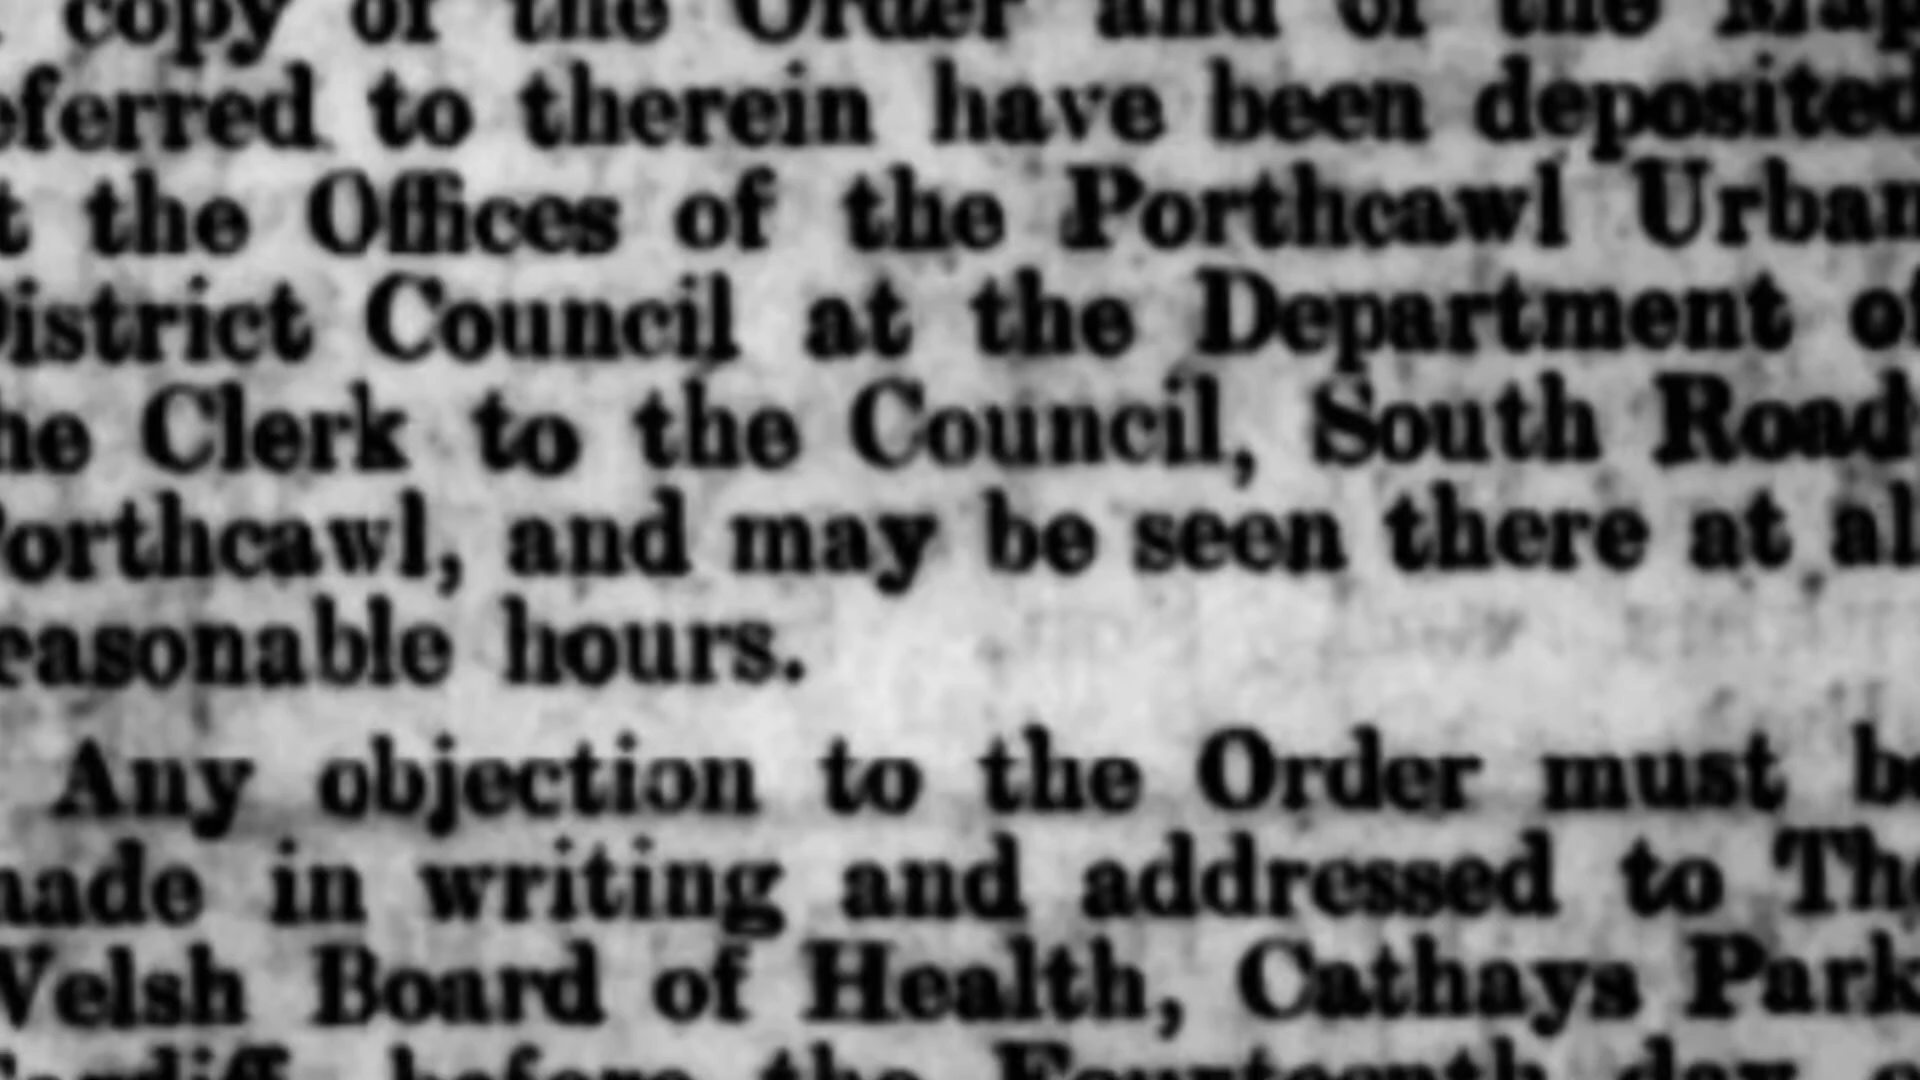 copy of the Order and of the Map
eferred to therein have been deposited
t the Offices of the Porthcawl Urban
District Council at the Department of
he Clerk to the Council, South Road
Porthcawl, and may be seen there at al
easonable hours.
Any objection to the Order must be
made in writing and addressed to The
Welsh Board of Health, Cathays Park
Cardiff before the Fourteenth day